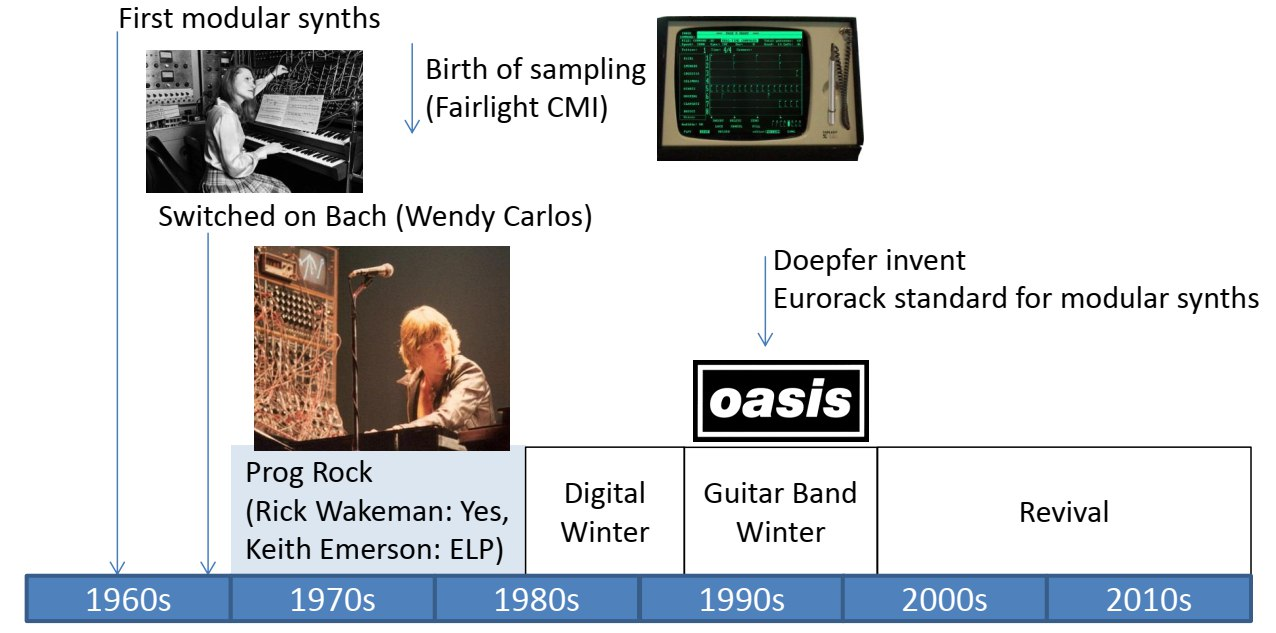 First modular synths
Birth of sampling
(Fairlight CMI)
Switched on Bach (Wendy Carlos)
Doepfer invent
Eurorack standard for modular synths
oasis
Prog Rock
(Rick Wakeman: Yes,
Keith Emerson: ELP)
Digital
Winter
Guitar Band
Winter
Revival
1960s
1970s
1980s
1990s
2000s
2010s